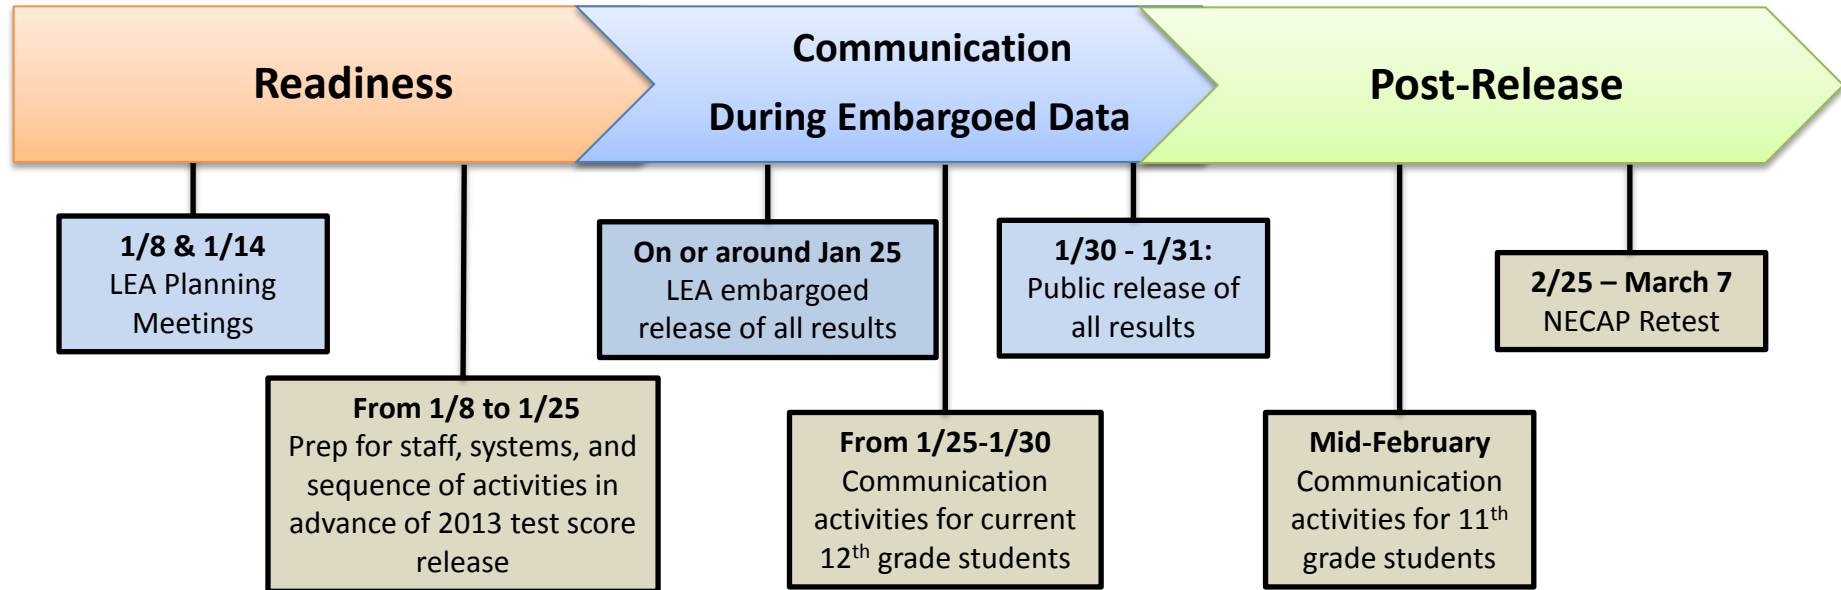 Readiness
Communication
During Embargoed Data
Post-Release
1/8 & 1/14
LEA Planning
Meetings
From 1/8 to 1/25
Prep for staff, systems, and
sequence of activities in
advance of 2013 test score
release
On or around Jan 25
LEA embargoed
release of all results
From 1/25-1/30
Communication
activities for current
12th grade students
1/30 - 1/31:
Public release of
all results
Mid-February
Communication
activities for 11th
grade students
2/25 – March 7
NECAP Retest